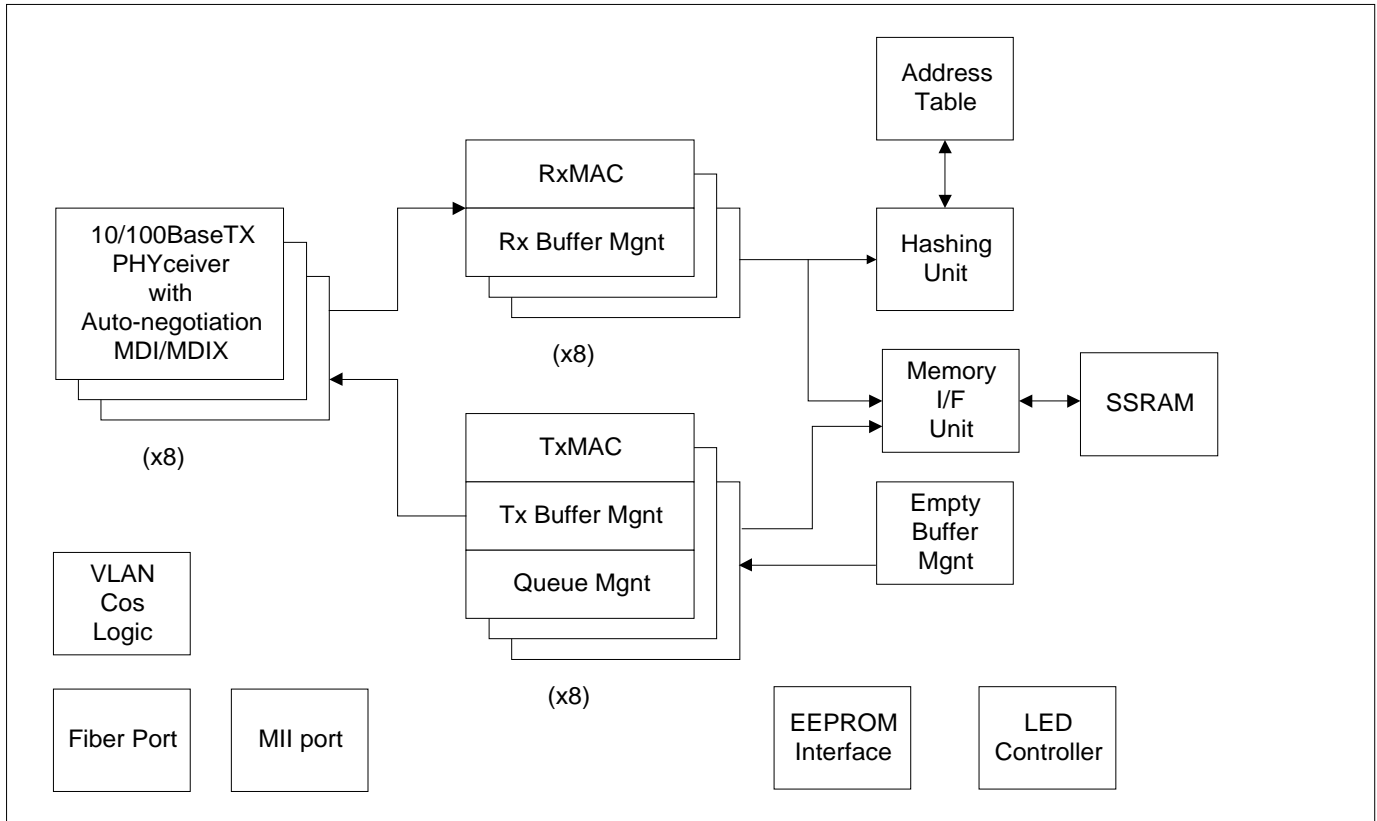 Address
Table
RxMAC
Rx Buffer Mgnt
10/100BaseTX
PHYceiver
with
Auto-negotiation
MDI/MDIX
Hashing
Unit
(x8)
Memory
I/F
Unit
SSRAM
TxMAC
(x8)
Tx Buffer Mgnt
Empty
Buffer
Mgnt
Queue Mgnt
VLAN
Cos
Logic
(x8)
Fiber Port
MII port
EEPROM
Interface
LED
Controller